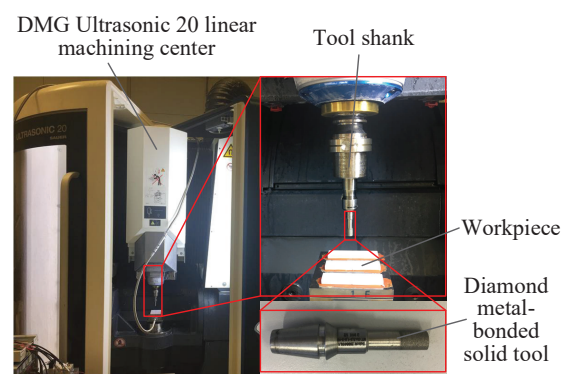 DMG Ultrasonic 20 linear
machining center
Tool shank
ULTRASONIC 20
Workpiece
Diamond
metal-
bonded
solid tool